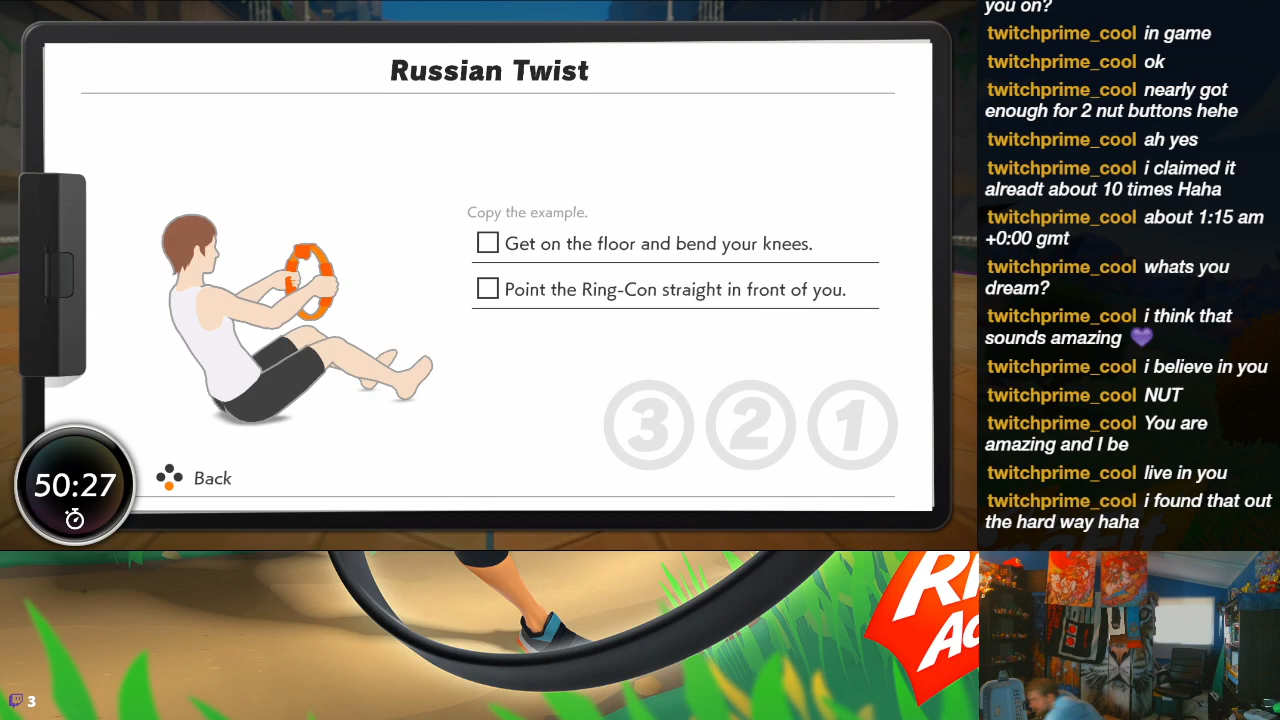 Russian Twist
Copy the example.
Get on the floor and bend your knees.
Point the Ring-Con straight in front of you.
3 2 1
50:27
Back
you on?
twitchprime_cool in game
twitchprime_cool ok
twitchprime_cool nearly got
enough for 2 nut buttons hehe
twitchprime_cool ah yes
twitchprime_cool i claimed it
alreadt about 10 times Haha
twitchprime_cool about 1:15 am
+0:00 gmt
twitchprime_cool whats you
dream?
twitchprime_cool i think that
sounds amazing 💜
twitchprime_cool i believe in you
twitchprime_cool NUT
twitchprime_cool You are
amazing and I be
twitchprime_cool live in you
twitchprime_cool i found that out
the hard way haha
3